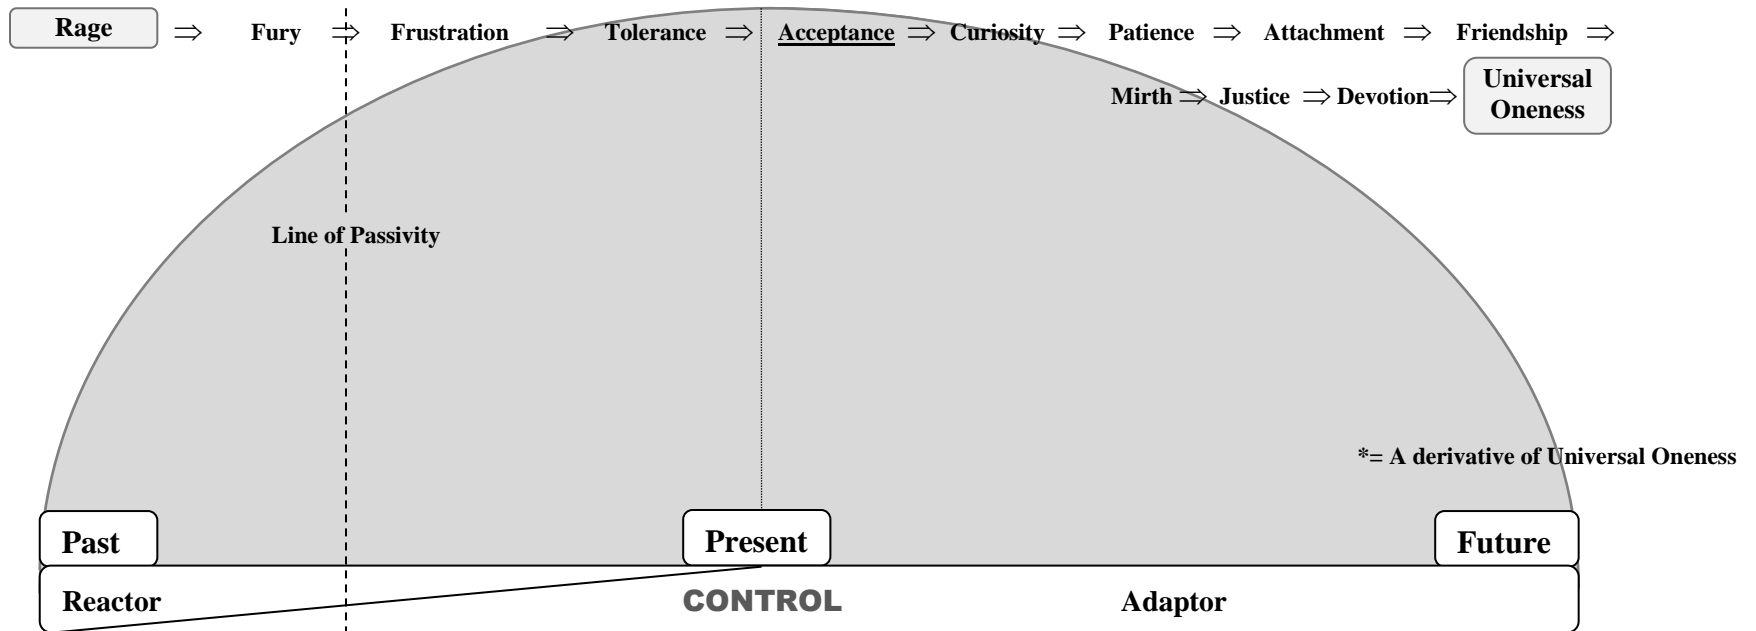 Rage ⇒ Fury ⇒ Frustration ⇒ Tolerance ⇒ Acceptance ⇒ Curiosity ⇒ Patience ⇒ Attachment ⇒ Friendship ⇒
Mirth ⇒ Justice ⇒ Devotion ⇒ Universal
Oneness
Line of Passivity
*= A derivative of Universal Oneness
Past Present Future
Reactor CONTROL Adaptor